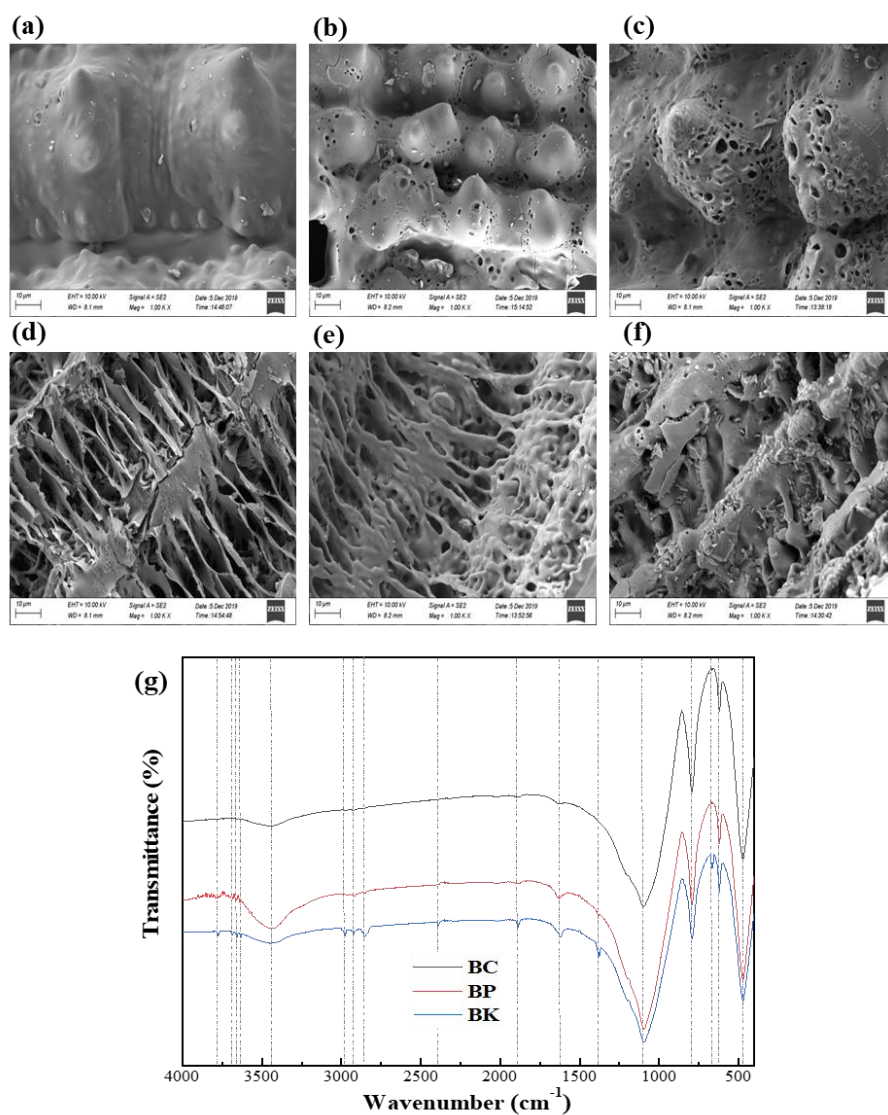 (a)
(b)
(c)
10 µm
EHT = 10.00 kV
Signal A = SE2
Date :5 Dec 2019
WD = 8.1 mm
Mag = 1.00 K X
Time :14:46:07
ZEISS
10 µm
EHT = 10.00 kV
Signal A = SE2
Date :5 Dec 2019
WD = 8.2 mm
Mag = 1.00 K X
Time :15:14:52
ZEISS
10 µm
EHT = 10.00 kV
Signal A = SE2
Date :5 Dec 2019
WD = 8.1 mm
Mag = 1.00 K X
Time :13:38:19
ZEISS
(d)
(e)
(f)
10 µm
EHT = 10.00 kV
Signal A = SE2
Date :5 Dec 2019
WD = 8.1 mm
Mag = 1.00 K X
Time :14:54:48
ZEISS
10 µm
EHT = 10.00 kV
Signal A = SE2
Date :5 Dec 2019
WD = 8.2 mm
Mag = 1.00 K X
Time :13:52:56
ZEISS
10 µm
EHT = 10.00 kV
Signal A = SE2
Date :5 Dec 2019
WD = 8.2 mm
Mag = 1.00 K X
Time :14:30:42
ZEISS
(g)
Transmittance (%)
BC
BP
BK
4000 3500 3000 2500 2000 1500 1000 500
Wavenumber (cm⁻¹)